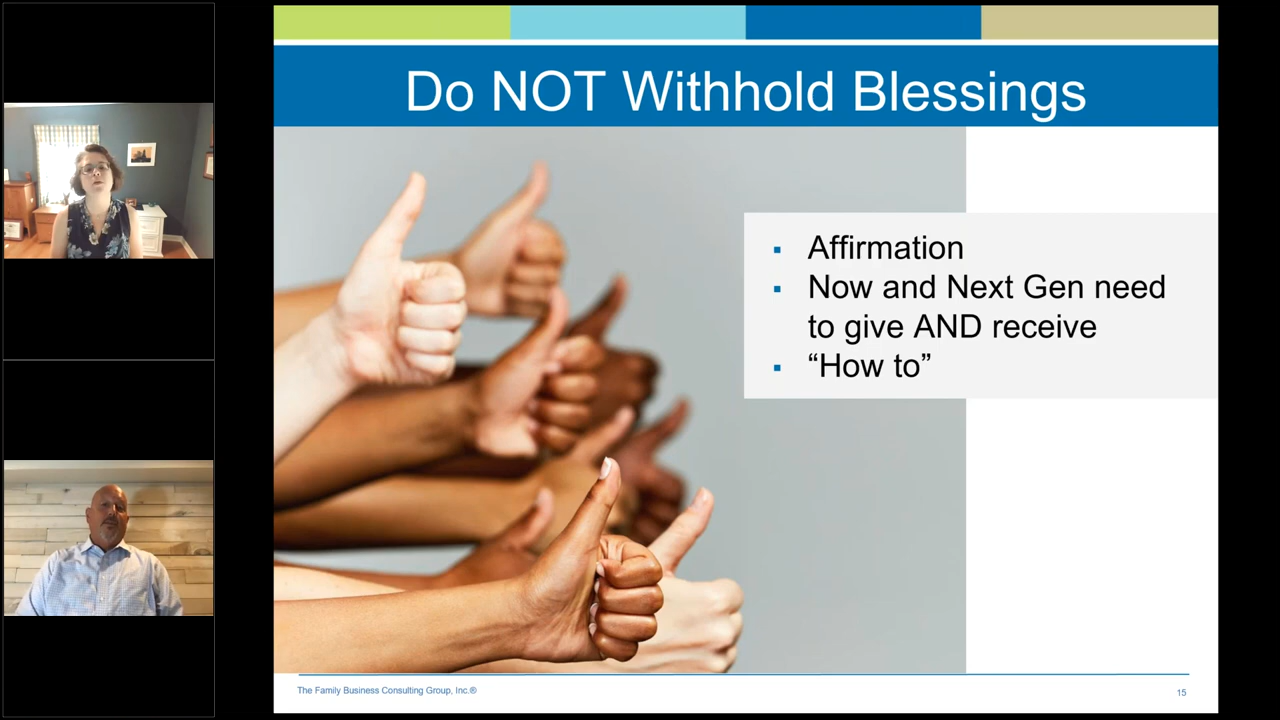 Do NOT Withhold Blessings
▪ Affirmation
▪ Now and Next Gen need
to give AND receive
▪ “How to”
The Family Business Consulting Group, Inc.®
15